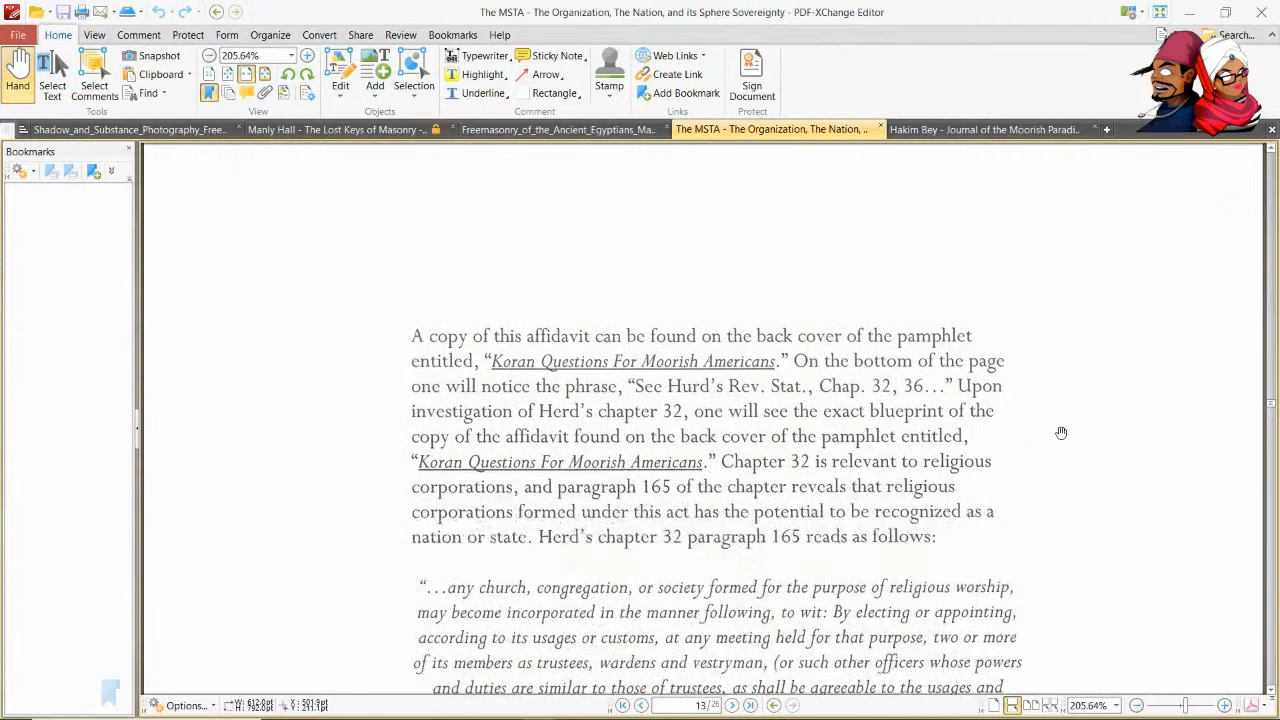 The MSTA - The Organization, The Nation, and its Sphere Sovereignty - PDF-XChange Editor
File Home View Comment Protect Form Organize Convert Share Review Bookmarks Help
Search...
Hand
Select Text
Select Comments
Snapshot
Clipboard
Find
Tools
205.64%
Edit
Add
Selection
Objects
Typewriter
Highlight
Underline
Sticky Note
Arrow
Rectangle
Stamp
Comment
Web Links
Create Link
Add Bookmark
Links
Sign Document
Protect
Shadow_and_Substance_Photography_Free...
Manly Hall - The Lost Keys of Masonry -
Freemasonry_of_the_Ancient_Egyptians_Ma...
The MSTA - The Organization, The Nation, ..
Hakim Bey - Journal of the Moorish Paradi..
Bookmarks
A copy of this affidavit can be found on the back cover of the pamphlet
entitled, “Koran Questions For Moorish Americans.” On the bottom of the page
one will notice the phrase, “See Hurd’s Rev. Stat., Chap. 32, 36…” Upon
investigation of Herd’s chapter 32, one will see the exact blueprint of the
copy of the affidavit found on the back cover of the pamphlet entitled,
“Koran Questions For Moorish Americans.” Chapter 32 is relevant to religious
corporations, and paragraph 165 of the chapter reveals that religious
corporations formed under this act has the potential to be recognized as a
nation or state. Herd’s chapter 32 paragraph 165 reads as follows:
“…any church, congregation, or society formed for the purpose of religious worship,
may become incorporated in the manner following, to wit: By electing or appointing,
according to its usages or customs, at any meeting held for that purpose, two or more
of its members as trustees, wardens and vestryman, (or such other officers whose powers
and duties are similar to those of trustees, as shall be agreeable to the usages and
Options...
13 / 26
205.64%